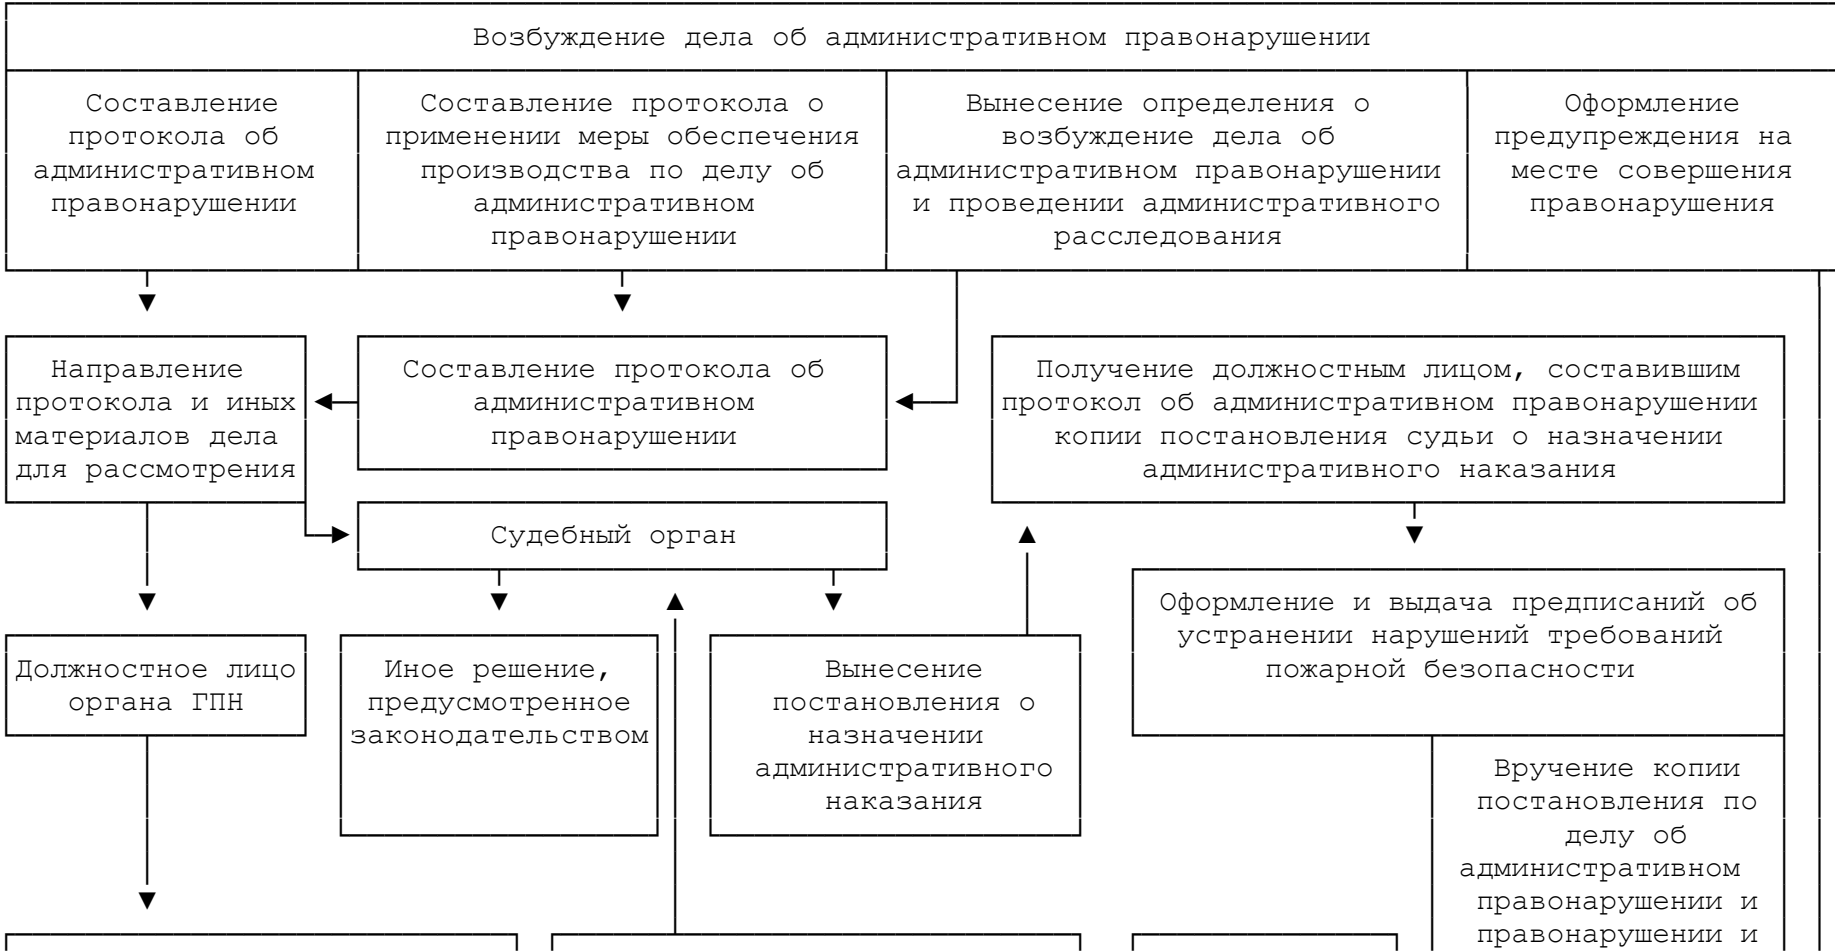 Возбуждение дела об административном правонарушении
Составление
протокола об
административном
правонарушении
Составление протокола о
применении меры обеспечения
производства по делу об
административном
правонарушении
Вынесение определения о
возбуждение дела об
административном правонарушении
и проведении административного
расследования
Оформление
предупреждения на
месте совершения
правонарушения
Направление
протокола и иных
материалов дела
для рассмотрения
Составление протокола об
административном
правонарушении
Получение должностным лицом, составившим
протокол об административном правонарушении
копии постановления судьи о назначении
административного наказания
Судебный орган
Оформление и выдача предписаний об
устранении нарушений требований
пожарной безопасности
Должностное лицо
органа ГПН
Иное решение,
предусмотренное
законодательством
Вынесение
постановления о
назначении
административного
наказания
Вручение копии
постановления по
делу об
административном
правонарушении и
правонарушении и